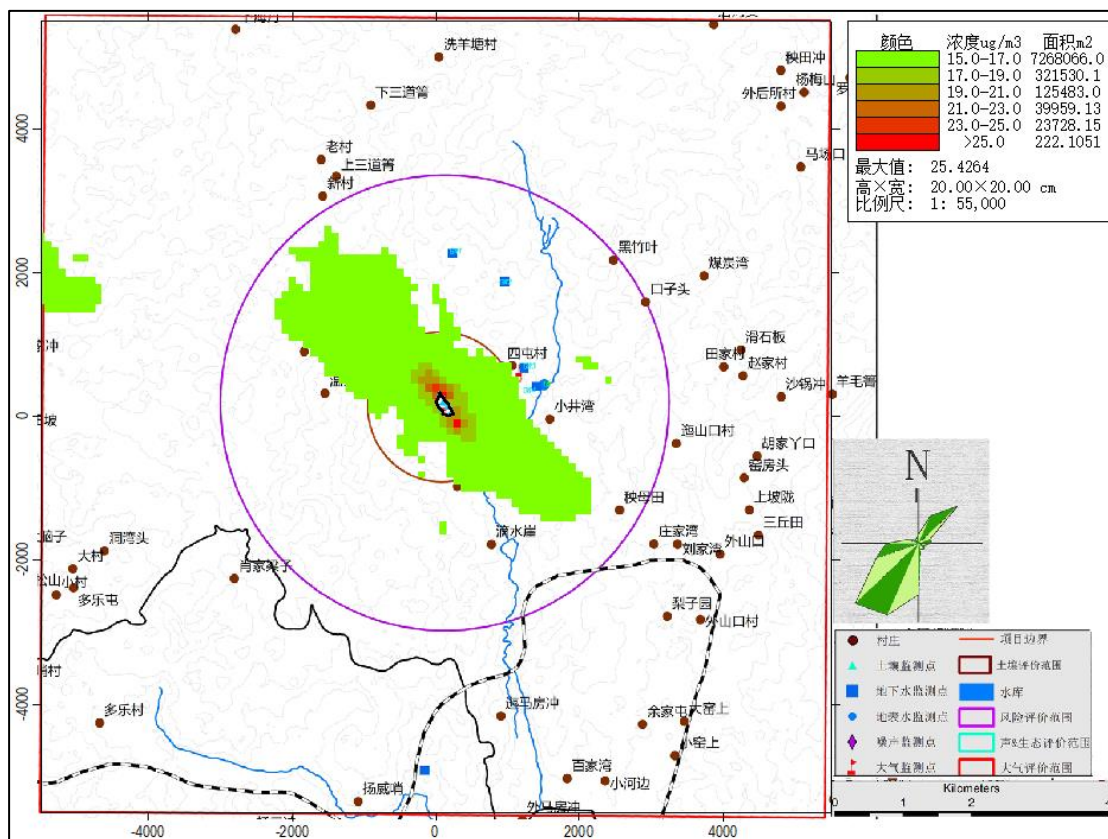 颜色 浓度ug/m3 面积m2
15.0-17.0 7268066.0
17.0-19.0 321530.1
19.0-21.0 125483.0
21.0-23.0 39959.13
23.0-25.0 23728.15
>25.0 222.1051
最大值: 25.4264
高×宽: 20.00×20.00 cm
比例尺: 1: 55,000
洗羊塘村
秧田冲
杨梅山
下三道箐
外后所村
罗
4000
老村
上三道箐
新村
马场口
黑竹叶
煤炭湾
2000
口子头
滑石板
四屯村
田家村
赵家村
沙锅冲
羊毛箐
温
小井湾
0
迤山口村
胡家丫口
窑房头
N
秧母田
上坡陇
三丘田
滴水崖
庄家湾
刘家湾
外山口
脑子
洞湾头
-2000
大村
肖家梁子
松山
小村
多乐屯
梨子园
外山口村
肖村
多乐村
余家屯
大窑上
-4000
小窑上
百家湾
小河边
扬威哨
外马房冲
-4000 -2000 0 2000 4000
村庄 项目边界
土壤监测点 土壤评价范围
地下水监测点 水库
地表水监测点 风险评价范围
噪声监测点 声&生态评价范围
大气监测点 大气评价范围
Kilometers
0 1 2 4